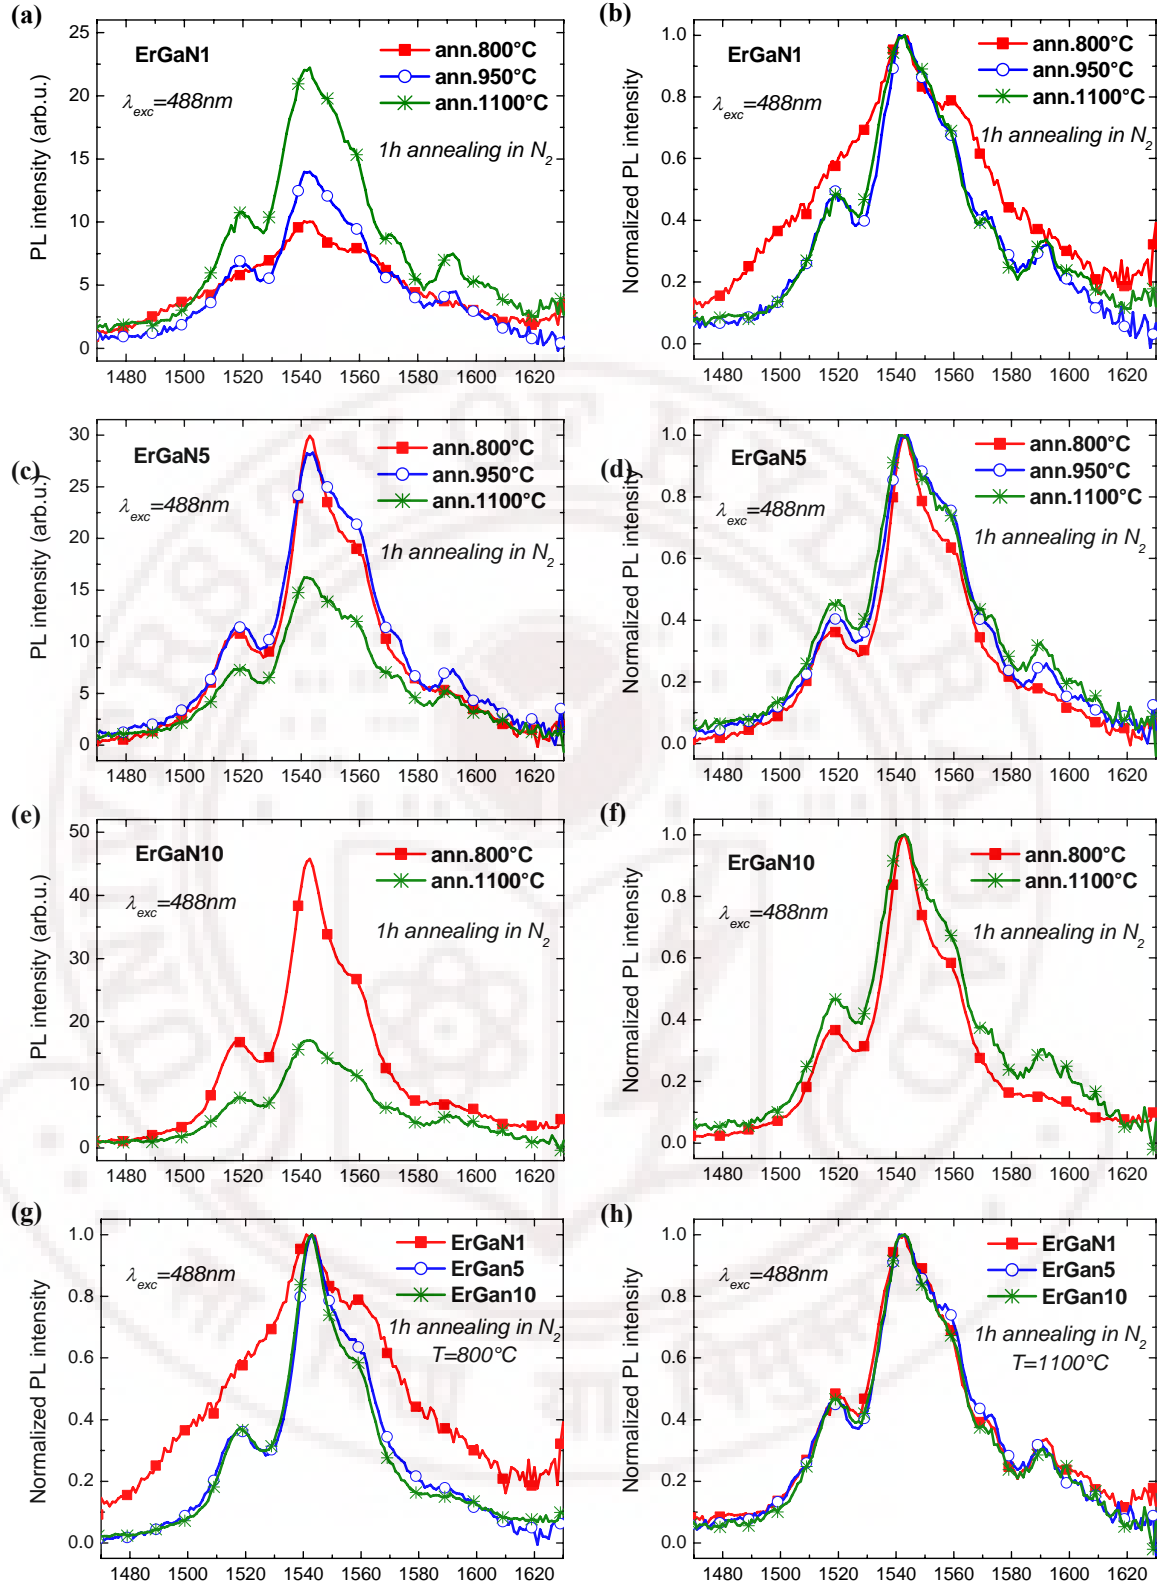 (a)
PL intensity (arb.u.)
25
20
15
10
5
0
ErGaN1
λexc=488nm
ann.800°C
ann.950°C
ann.1100°C
1h annealing in N2
1480 1500 1520 1540 1560 1580 1600 1620
(b)
Normalized PL intensity
1.0
0.8
0.6
0.4
0.2
0.0
ErGaN1
λexc=488nm
ann.800°C
ann.950°C
ann.1100°C
1h annealing in N2
1480 1500 1520 1540 1560 1580 1600 1620
(c)
PL intensity (arb.u.)
30
25
20
15
10
5
0
ErGaN5
λexc=488nm
ann.800°C
ann.950°C
ann.1100°C
1h annealing in N2
1480 1500 1520 1540 1560 1580 1600 1620
(d)
Normalized PL intensity
1.0
0.8
0.6
0.4
0.2
0.0
ErGaN5
λexc=488nm
ann.800°C
ann.950°C
ann.1100°C
1h annealing in N2
1480 1500 1520 1540 1560 1580 1600 1620
(e)
PL intensity (arb.u.)
50
40
30
20
10
0
ErGaN10
λexc=488nm
ann.800°C
ann.1100°C
1h annealing in N2
1480 1500 1520 1540 1560 1580 1600 1620
(f)
Normalized PL intensity
1.0
0.8
0.6
0.4
0.2
0.0
ErGaN10
λexc=488nm
ann.800°C
ann.1100°C
1h annealing in N2
1480 1500 1520 1540 1560 1580 1600 1620
(g)
Normalized PL intensity
1.0
0.8
0.6
0.4
0.2
0.0
λexc=488nm
ErGaN1
ErGan5
ErGan10
1h annealing in N2
T=800°C
1480 1500 1520 1540 1560 1580 1600 1620
(h)
Normalized PL intensity
1.0
0.8
0.6
0.4
0.2
0.0
λexc=488nm
ErGaN1
ErGan5
ErGan10
1h annealing in N2
T=1100°C
1480 1500 1520 1540 1560 1580 1600 1620